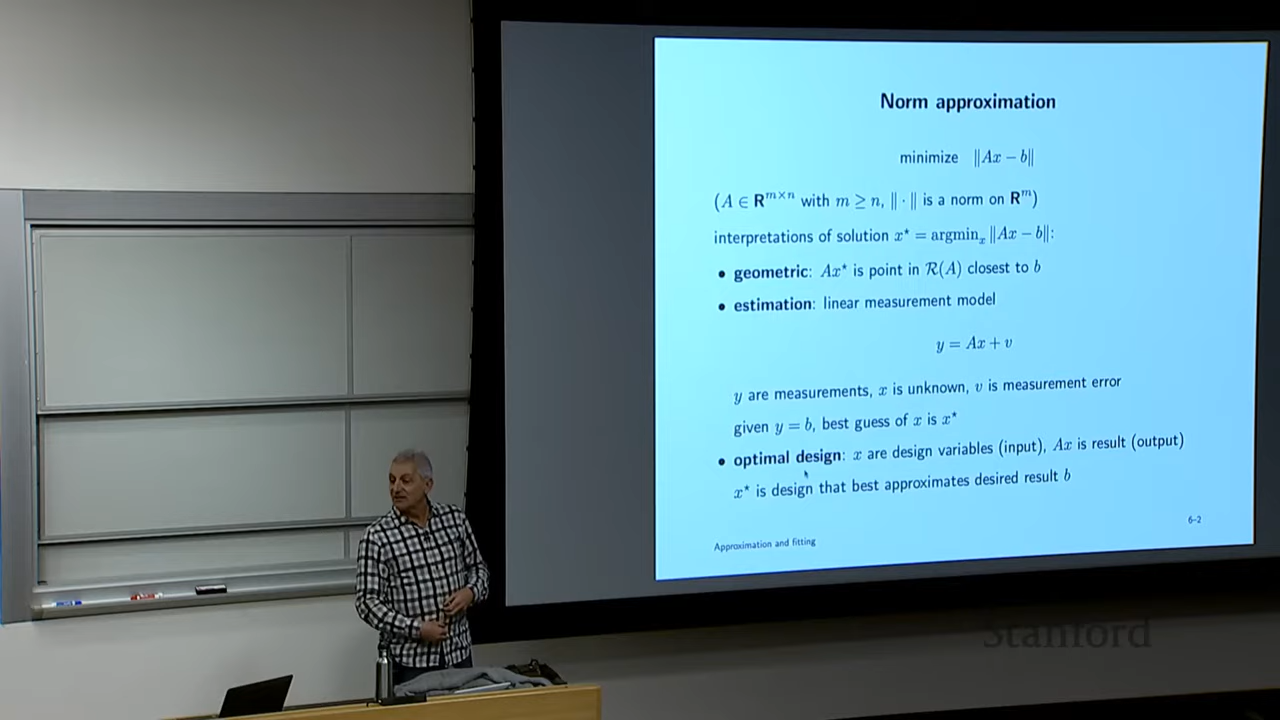 Norm approximation
minimize ‖Ax − b‖
(A ∈ R^{m×n} with m ≥ n, ‖ · ‖ is a norm on R^m)
interpretations of solution x⋆ = argmin_x ‖Ax − b‖:
• geometric: Ax⋆ is point in R(A) closest to b
• estimation: linear measurement model
y = Ax + v
y are measurements, x is unknown, v is measurement error
given y = b, best guess of x is x⋆
• optimal design: x are design variables (input), Ax is result (output)
x⋆ is design that best approximates desired result b
Approximation and fitting
6–2
Stanford